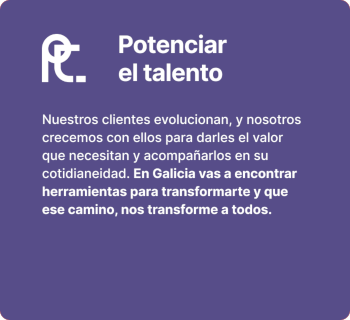 Potenciar
el talento
Nuestros clientes evolucionan, y nosotros
crecemos con ellos para darles el valor
que necesitan y acompañarlos en su
cotidianeidad. En Galicia vas a encontrar
herramientas para transformarte y que
ese camino, nos transforme a todos.